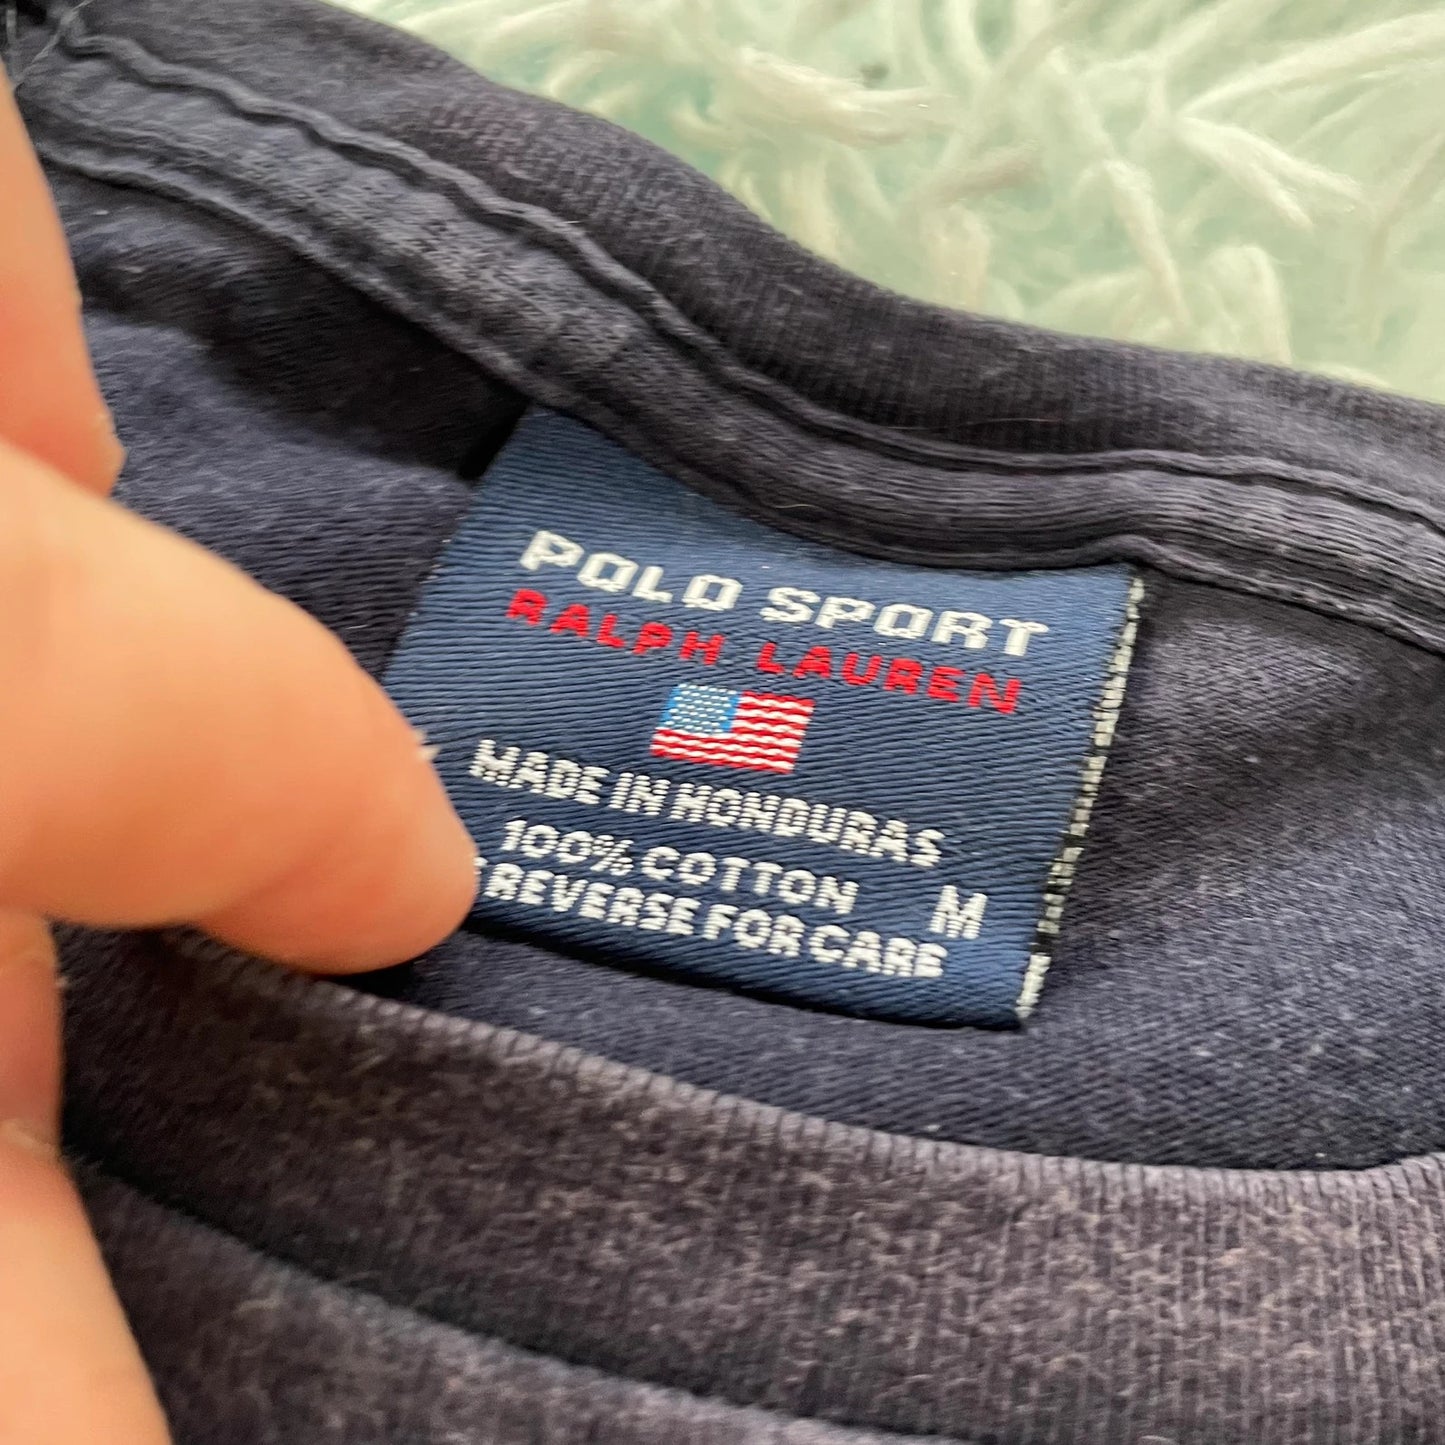 POLO SPORT
RALPH LAUREN
MADE IN HONDURAS
100% COTTON M
REVERSE FOR CARE